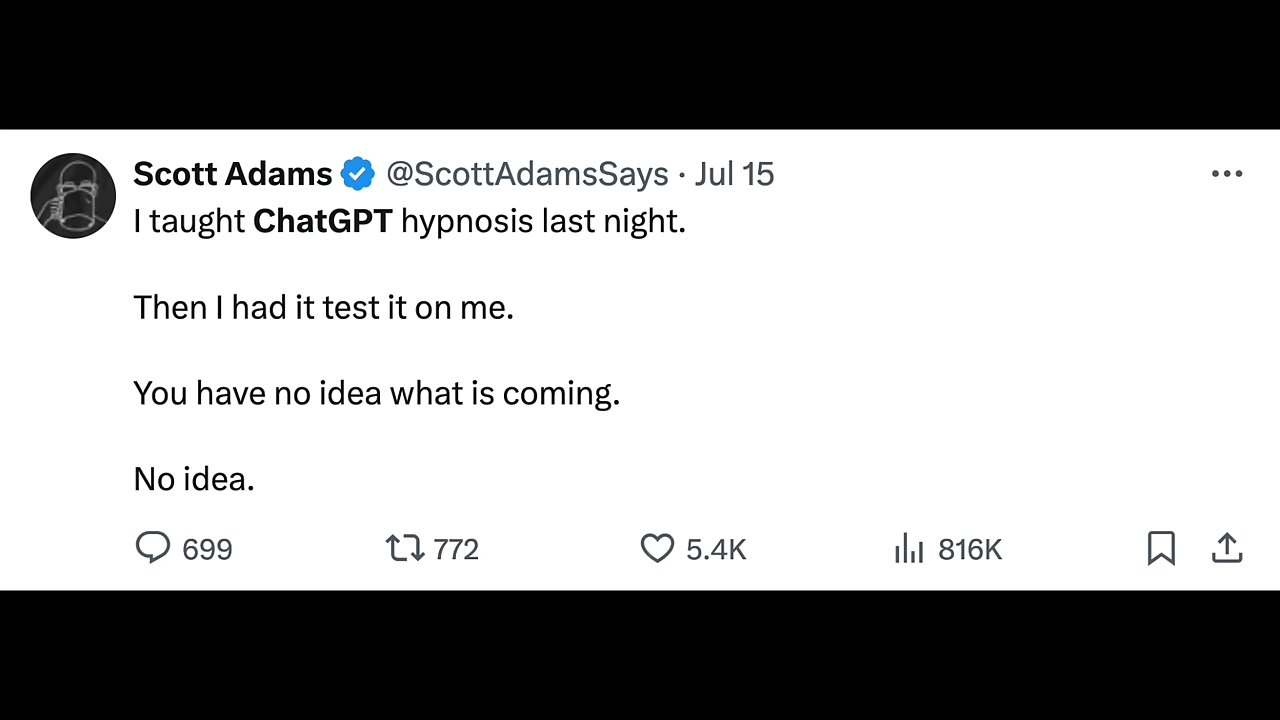 Scott Adams @ScottAdamsSays · Jul 15
I taught ChatGPT hypnosis last night.
Then I had it test it on me.
You have no idea what is coming.
No idea.
699 772 5.4K 816K